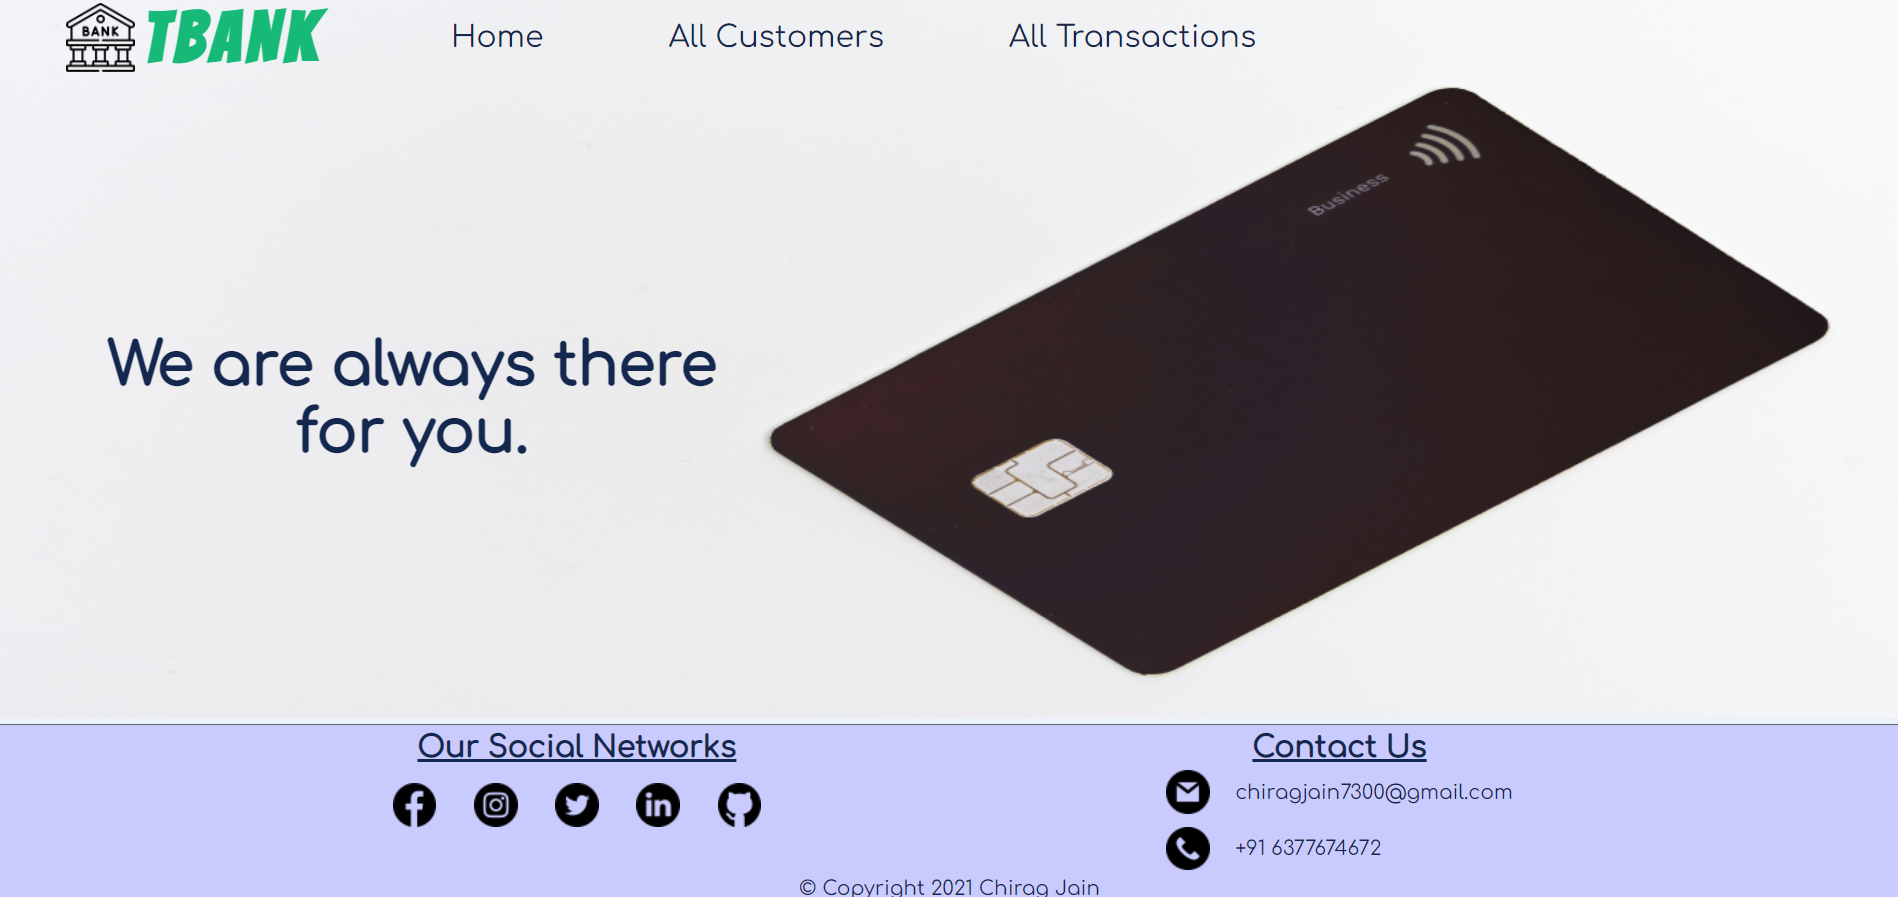 BANK
TBANK
Home
All Customers
All Transactions
Business
We are always there
for you.
Our Social Networks
in
Contact Us
chiragjain7300@gmail.com
+91 6377674672
© Copyright 2021 Chirag Jain